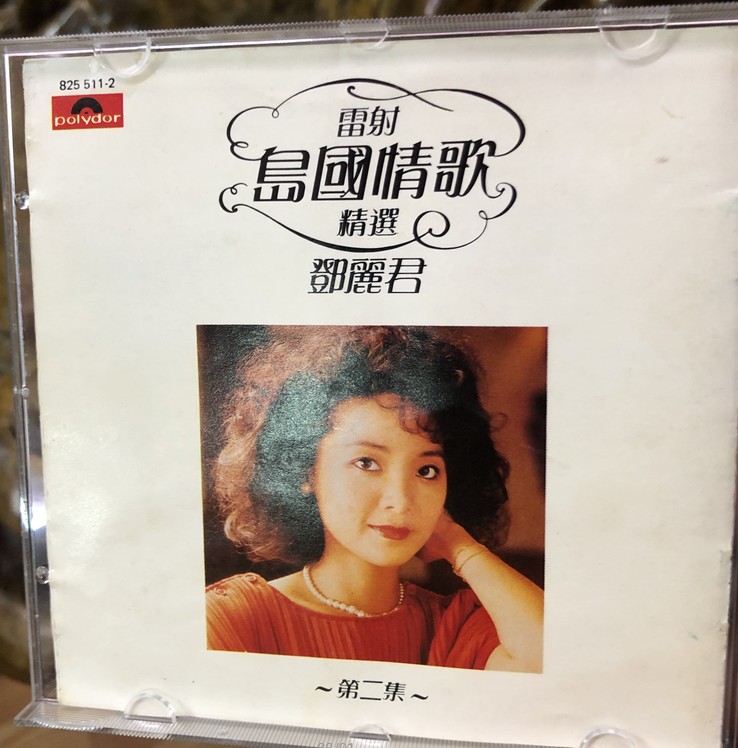 825 511-2
polydor
雷射
島國情歌
精選
鄧麗君
~第二集~